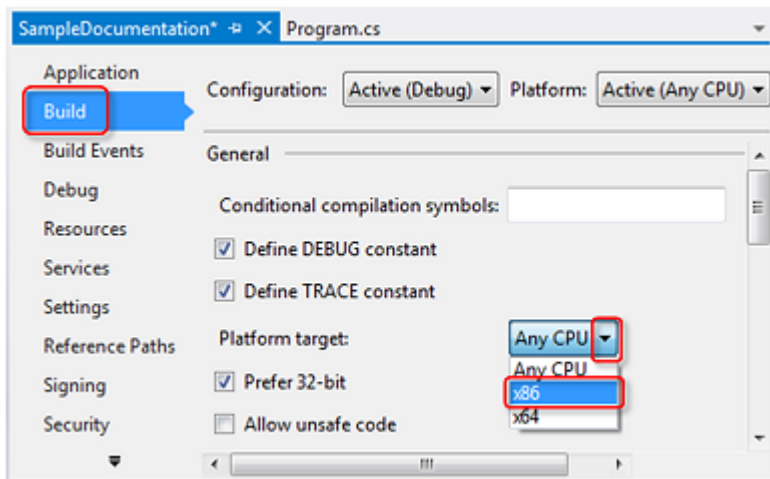 SampleDocumentation* Program.cs
Application
Build
Build Events
Debug
Resources
Services
Settings
Reference Paths
Signing
Security
Configuration: Active (Debug) Platform: Active (Any CPU)
General
Conditional compilation symbols:
Define DEBUG constant
Define TRACE constant
Platform target: Any CPU
Any CPU
x86
x64
Prefer 32-bit
Allow unsafe code